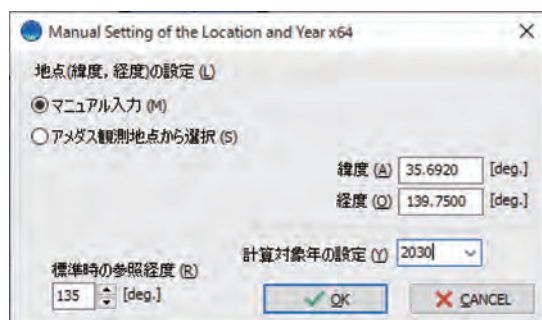 Manual Setting of the Location and Year x64
地点(緯度, 経度)の設定 (L)
マニュアル入力 (M)
アメダス観測地点から選択 (S)
緯度 (A) 35.6920 [deg.]
経度 (O) 139.7500 [deg.]
計算対象年の設定 (Y) 2030
標準時の参照経度 (R)
135 [deg.]
OK
CANCEL